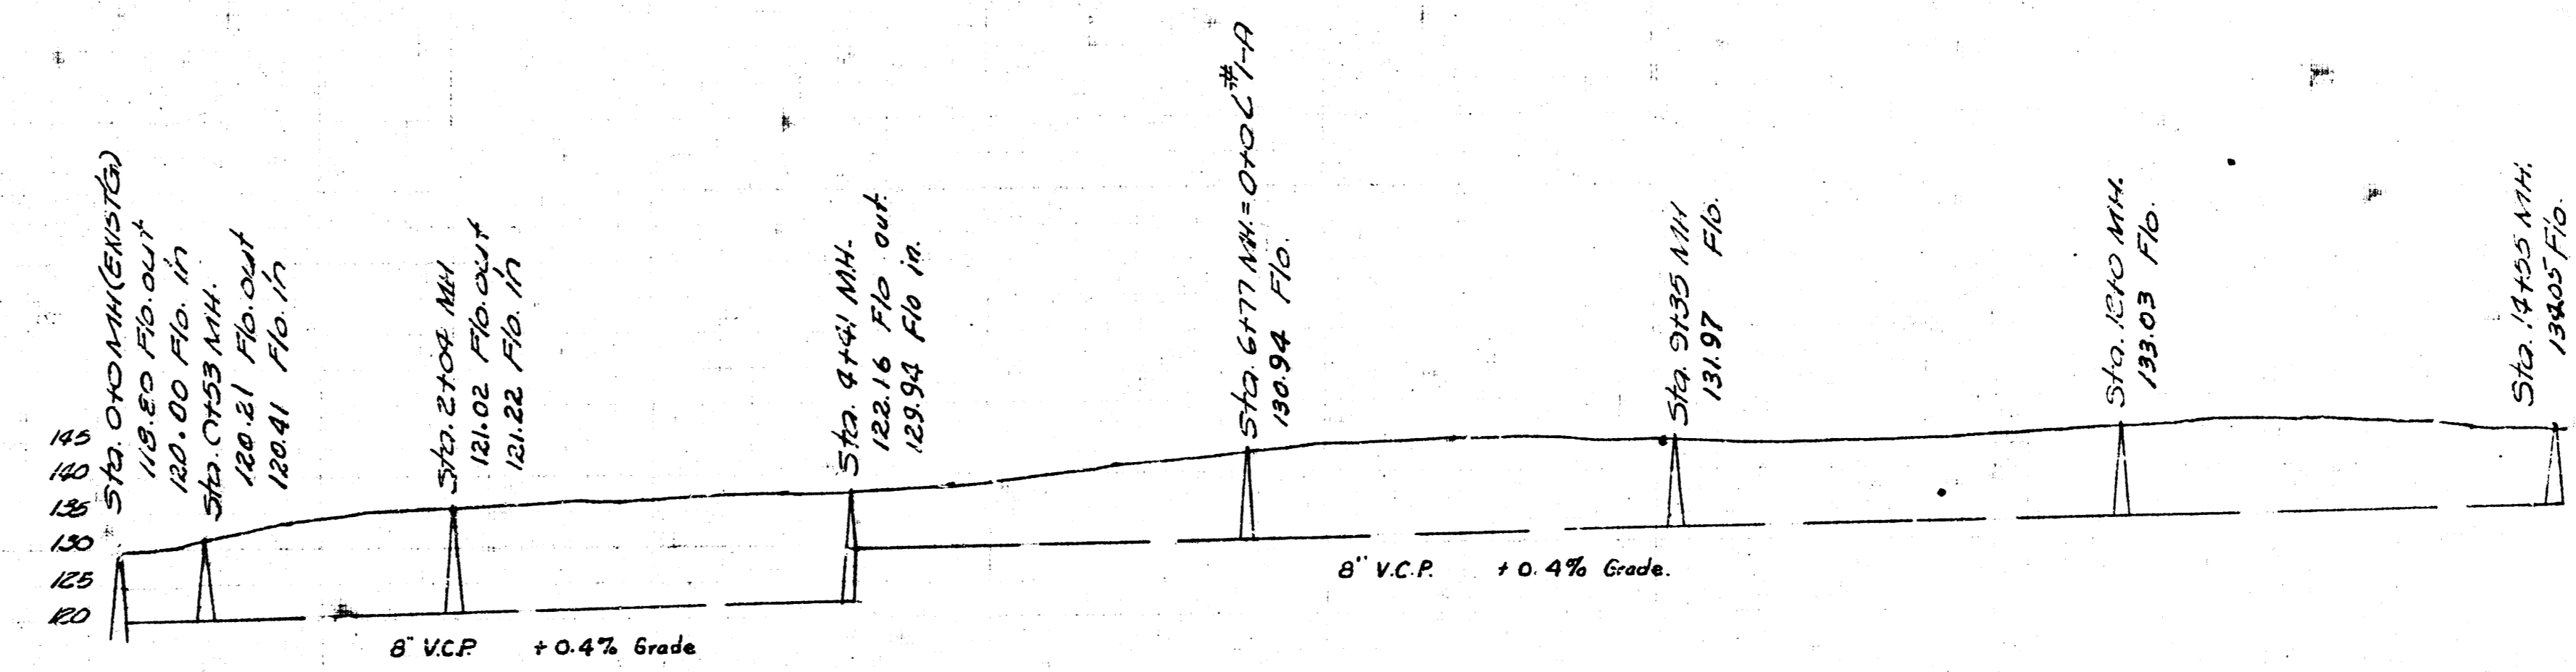 Sta. 0+0 MH (EXIST'G.)
118.80 Flo. out
120.00 Flo. in
Sta. 0+53 MH.
120.21 Flo. out
120.41 Flo. in
Sta. 2+04 MH
121.02 Flo. out
121.22 Flo. in
Sta. 4+41 M.H.
122.16 Flo out.
129.94 Flo in.
Sta. 6+77 MH. = 0+0 L #1-A
130.94 Flo.
Sta. 9+35 MH
131.97 Flo.
Sta. 12+0 MH.
133.03 Flo.
Sta. 14+55 MH.
134.05 Flo.
145
140
135
130
125
120
8" V.C.P. + 0.4% Grade
8" V.C.P. + 0.4% Grade.